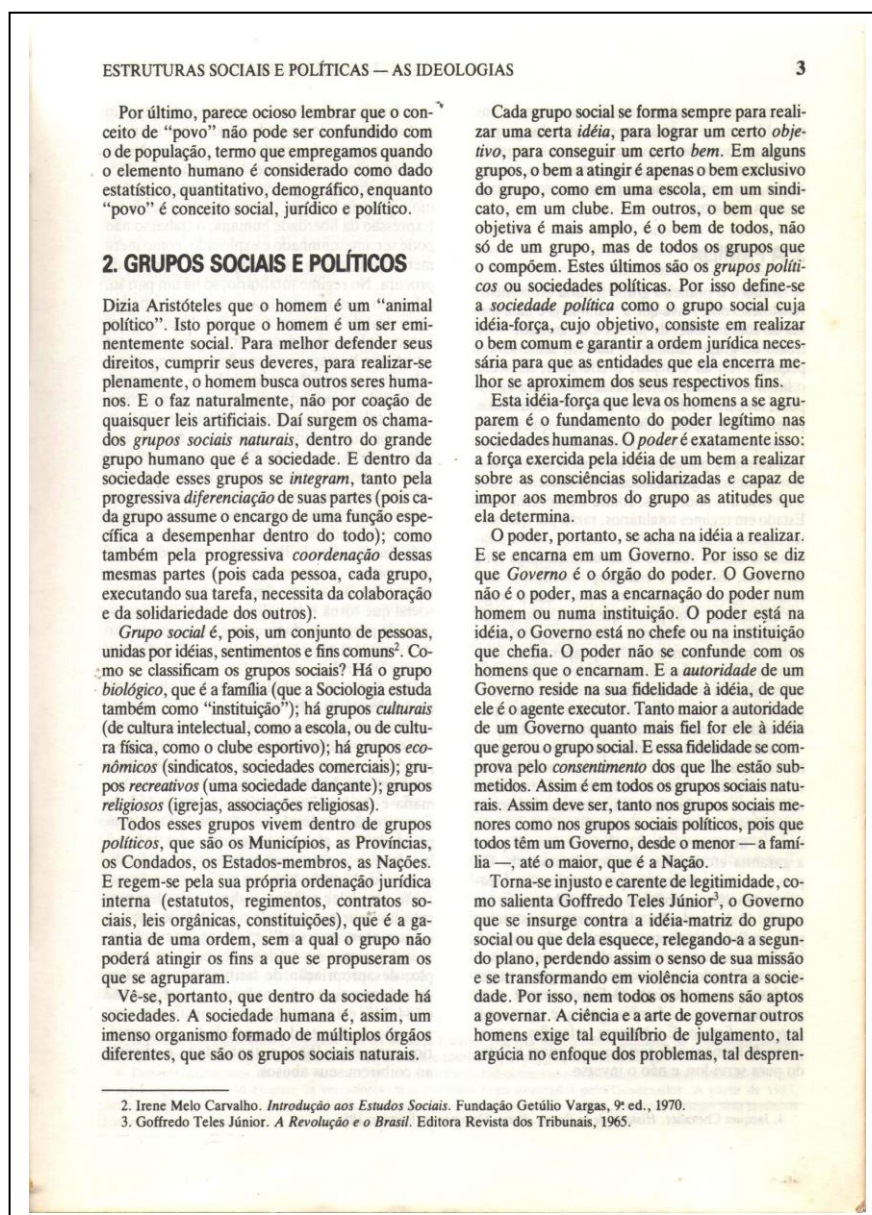 ESTRUTURAS SOCIAIS E POLÍTICAS — AS IDEOLOGIAS 3
Por último, parece ocioso lembrar que o con-
ceito de “povo” não pode ser confundido com
o de população, termo que empregamos quando
o elemento humano é considerado como dado
estatístico, quantitativo, demográfico, enquanto
“povo” é conceito social, jurídico e político.
2. GRUPOS SOCIAIS E POLÍTICOS
Dizia Aristóteles que o homem é um “animal
político”. Isto porque o homem é um ser emi-
nentemente social. Para melhor defender seus
direitos, cumprir seus deveres, para realizar-se
plenamente, o homem busca outros seres huma-
nos. E o faz naturalmente, não por coação de
quaisquer leis artificiais. Daí surgem os chama-
dos grupos sociais naturais, dentro do grande
grupo humano que é a sociedade. E dentro da
sociedade esses grupos se integram, tanto pela
progressiva diferenciação de suas partes (pois ca-
da grupo assume o encargo de uma função espe-
cífica a desempenhar dentro do todo); como
também pela progressiva coordenação dessas
mesmas partes (pois cada pessoa, cada grupo,
executando sua tarefa, necessita da colaboração
e da solidariedade dos outros).
Grupo social é, pois, um conjunto de pessoas,
unidas por idéias, sentimentos e fins comuns2. Co-
mo se classificam os grupos sociais? Há o grupo
biológico, que é a família (que a Sociologia estuda
também como “instituição”); há grupos culturais
(de cultura intelectual, como a escola, ou de cultu-
ra física, como o clube esportivo); há grupos eco-
nômicos (sindicatos, sociedades comerciais); gru-
pos recreativos (uma sociedade dançante); grupos
religiosos (igrejas, associações religiosas).
Todos esses grupos vivem dentro de grupos
políticos, que são os Municípios, as Províncias,
os Condados, os Estados-membros, as Nações.
E regem-se pela sua própria ordenação jurídica
interna (estatutos, regimentos, contratos so-
ciais, leis orgânicas, constituições), que é a ga-
rantia de uma ordem, sem a qual o grupo não
poderá atingir os fins a que se propuseram os
que se agruparam.
Vê-se, portanto, que dentro da sociedade há
sociedades. A sociedade humana é, assim, um
imenso organismo formado de múltiplos órgãos
diferentes, que são os grupos sociais naturais.
Cada grupo social se forma sempre para reali-
zar uma certa idéia, para lograr um certo obje-
tivo, para conseguir um certo bem. Em alguns
grupos, o bem a atingir é apenas o bem exclusivo
do grupo, como em uma escola, em um sindi-
cato, em um clube. Em outros, o bem que se
objetiva é mais amplo, é o bem de todos, não
só de um grupo, mas de todos os grupos que
o compõem. Estes últimos são os grupos políti-
cos ou sociedades políticas. Por isso define-se
a sociedade política como o grupo social cuja
idéia-força, cujo objetivo, consiste em realizar
o bem comum e garantir a ordem jurídica neces-
sária para que as entidades que ela encerra me-
lhor se aproximem dos seus respectivos fins.
Esta idéia-força que leva os homens a se agru-
parem é o fundamento do poder legítimo nas
sociedades humanas. O poder é exatamente isso:
a força exercida pela idéia de um bem a realizar
sobre as consciências solidarizadas e capaz de
impor aos membros do grupo as atitudes que
ela determina.
O poder, portanto, se acha na idéia a realizar.
E se encarna em um Governo. Por isso se diz
que Governo é o órgão do poder. O Governo
não é o poder, mas a encarnação do poder num
homem ou numa instituição. O poder está na
idéia, o Governo está no chefe ou na instituição
que chefia. O poder não se confunde com os
homens que o encarnam. E a autoridade de um
Governo reside na sua fidelidade à idéia, de que
ele é o agente executor. Tanto maior a autoridade
de um Governo quanto mais fiel for ele à idéia
que gerou o grupo social. E essa fidelidade se com-
prova pelo consentimento dos que lhe estão sub-
metidos. Assim é em todos os grupos sociais natu-
rais. Assim deve ser, tanto nos grupos sociais me-
nores como nos grupos sociais políticos, pois que
todos têm um Governo, desde o menor — a famí-
lia —, até o maior, que é a Nação.
Torna-se injusto e carente de legitimidade, co-
mo salienta Goffredo Teles Júnior3, o Governo
que se insurge contra a idéia-matriz do grupo
social ou que dela esquece, relegando-a a segun-
do plano, perdendo assim o senso de sua missão
e se transformando em violência contra a socie-
dade. Por isso, nem todos os homens são aptos
a governar. A ciência e a arte de governar outros
homens exige tal equilíbrio de julgamento, tal
argúcia no enfoque dos problemas, tal despren-
2. Irene Melo Carvalho. Introdução aos Estudos Sociais. Fundação Getúlio Vargas, 9ª ed., 1970.
3. Goffredo Teles Júnior. A Revolução e o Brasil. Editora Revista dos Tribunais, 1965.